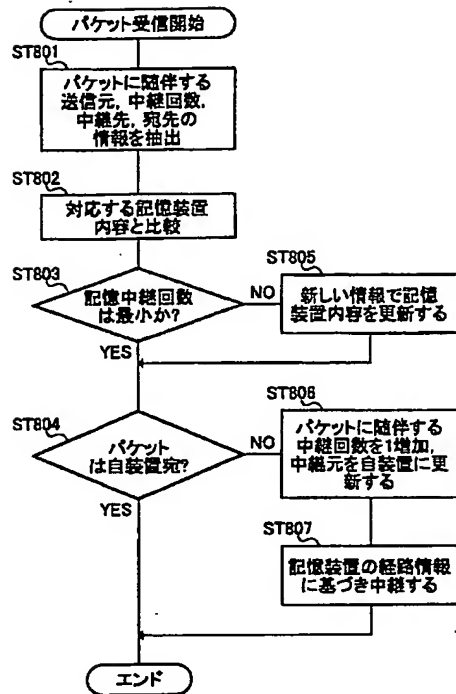 パケット受信開始
ST801
パケットに随伴する
送信元, 中継回数,
中継先, 宛先の
情報を抽出
ST802
対応する記憶装置
内容と比較
ST803
記憶中継回数
は最小か?
NO
YES
ST805
新しい情報で記憶
装置内容を更新する
ST804
パケット
は自装置宛?
NO
YES
ST806
パケットに随伴する
中継回数を1増加,
中継元を自装置に更
新する
ST807
記憶装置の経路情報
に基づき中継する
エンド